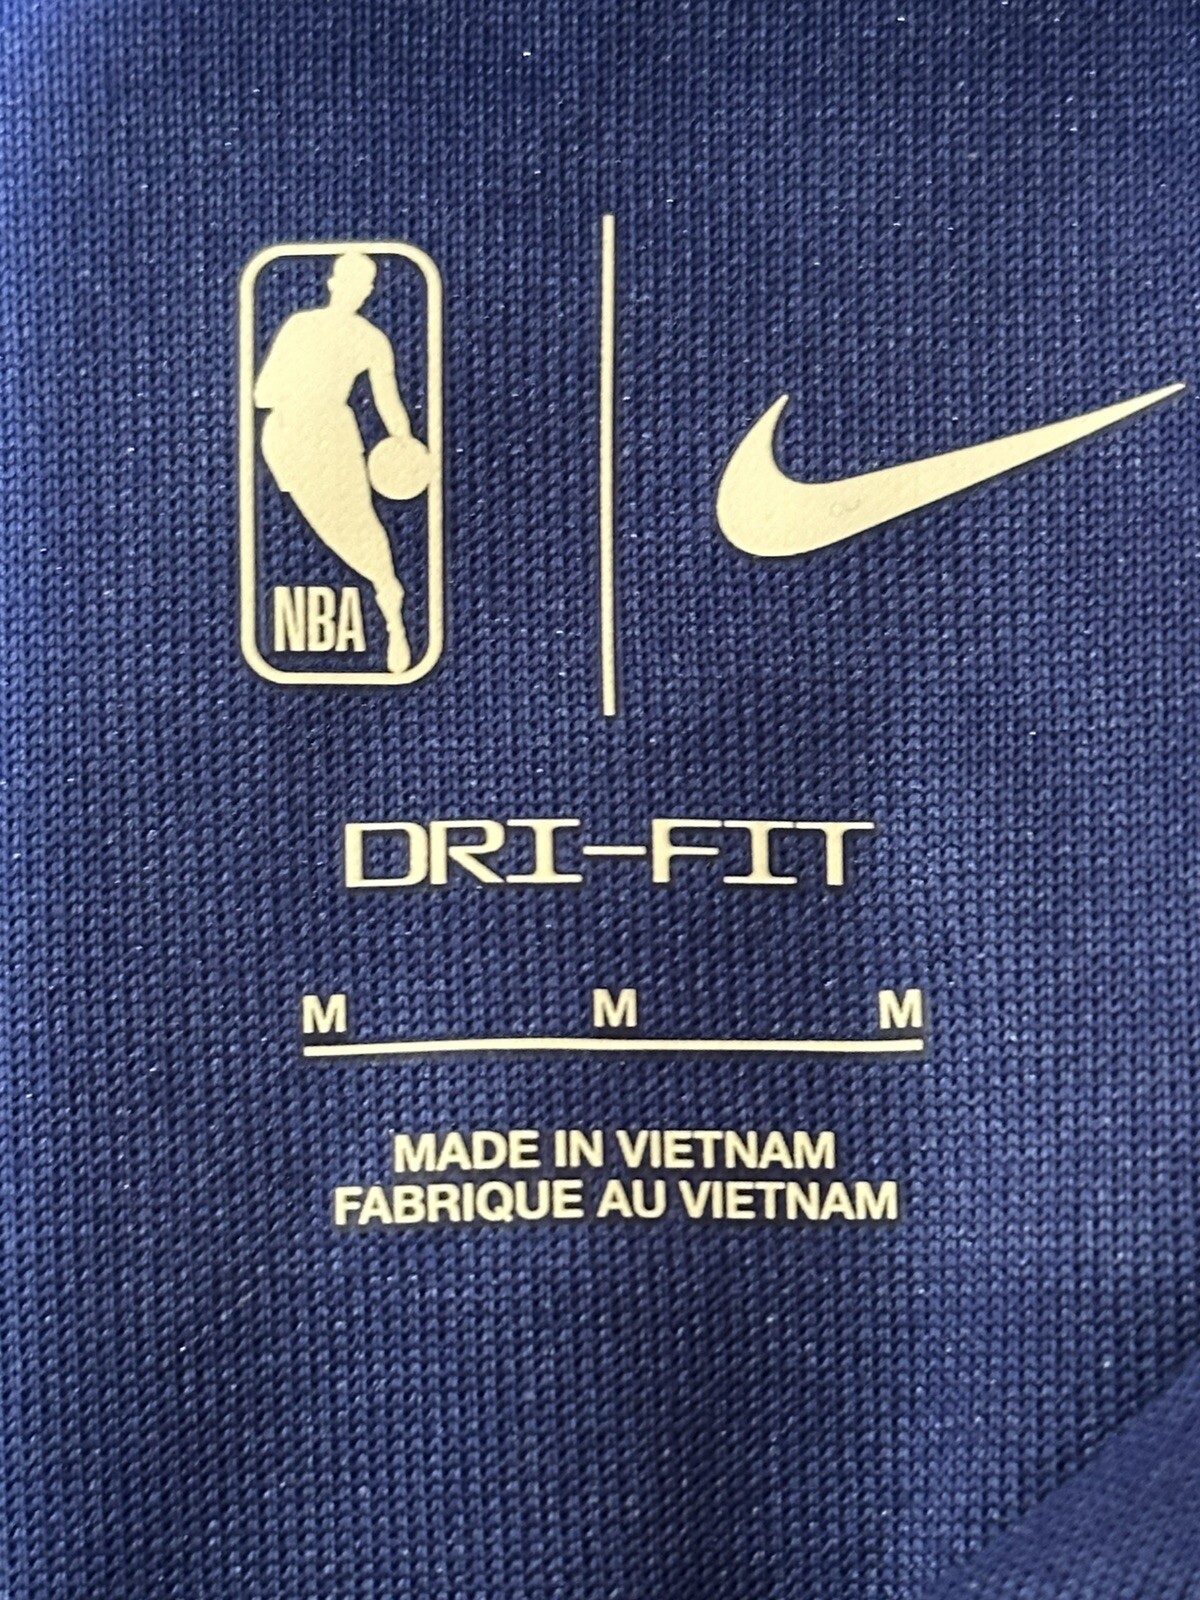 NBA
DRI-FIT
M M M
MADE IN VIETNAM
FABRIQUE AU VIETNAM